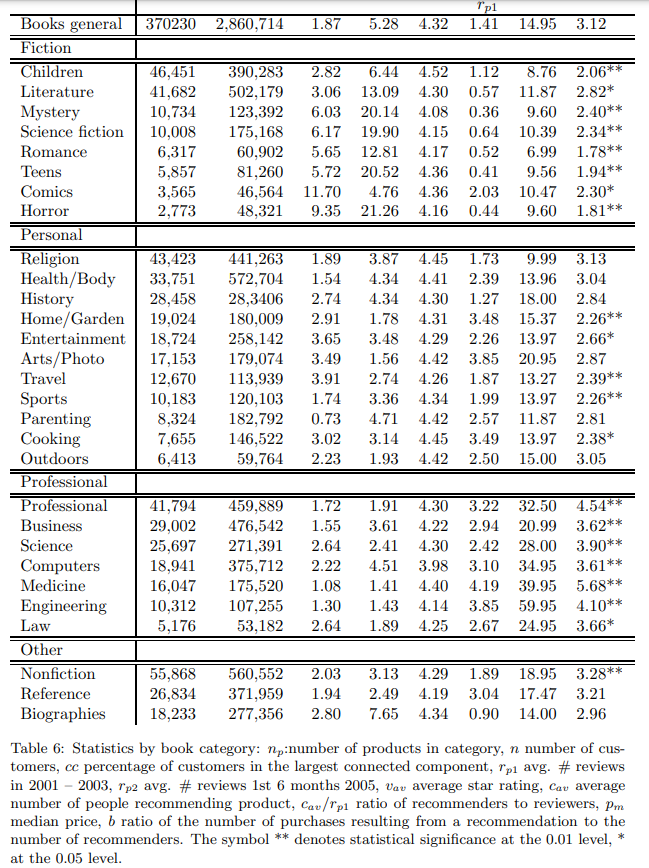 r_p1
Books general 370230 2,860,714 1.87 5.28 4.32 1.41 14.95 3.12
Fiction
Children 46,451 390,283 2.82 6.44 4.52 1.12 8.76 2.06**
Literature 41,682 502,179 3.06 13.09 4.30 0.57 11.87 2.82*
Mystery 10,734 123,392 6.03 20.14 4.08 0.36 9.60 2.40**
Science fiction 10,008 175,168 6.17 19.90 4.15 0.64 10.39 2.34**
Romance 6,317 60,902 5.65 12.81 4.17 0.52 6.99 1.78**
Teens 5,857 81,260 5.72 20.52 4.36 0.41 9.56 1.94**
Comics 3,565 46,564 11.70 4.76 4.36 2.03 10.47 2.30*
Horror 2,773 48,321 9.35 21.26 4.16 0.44 9.60 1.81**
Personal
Religion 43,423 441,263 1.89 3.87 4.45 1.73 9.99 3.13
Health/Body 33,751 572,704 1.54 4.34 4.41 2.39 13.96 3.04
History 28,458 28,3406 2.74 4.34 4.30 1.27 18.00 2.84
Home/Garden 19,024 180,009 2.91 1.78 4.31 3.48 15.37 2.26**
Entertainment 18,724 258,142 3.65 3.48 4.29 2.26 13.97 2.66*
Arts/Photo 17,153 179,074 3.49 1.56 4.42 3.85 20.95 2.87
Travel 12,670 113,939 3.91 2.74 4.26 1.87 13.27 2.39**
Sports 10,183 120,103 1.74 3.36 4.34 1.99 13.97 2.26**
Parenting 8,324 182,792 0.73 4.71 4.42 2.57 11.87 2.81
Cooking 7,655 146,522 3.02 3.14 4.45 3.49 13.97 2.38*
Outdoors 6,413 59,764 2.23 1.93 4.42 2.50 15.00 3.05
Professional
Professional 41,794 459,889 1.72 1.91 4.30 3.22 32.50 4.54**
Business 29,002 476,542 1.55 3.61 4.22 2.94 20.99 3.62**
Science 25,697 271,391 2.64 2.41 4.30 2.42 28.00 3.90**
Computers 18,941 375,712 2.22 4.51 3.98 3.10 34.95 3.61**
Medicine 16,047 175,520 1.08 1.41 4.40 4.19 39.95 5.68**
Engineering 10,312 107,255 1.30 1.43 4.14 3.85 59.95 4.10**
Law 5,176 53,182 2.64 1.89 4.25 2.67 24.95 3.66*
Other
Nonfiction 55,868 560,552 2.03 3.13 4.29 1.89 18.95 3.28**
Reference 26,834 371,959 1.94 2.49 4.19 3.04 17.47 3.21
Biographies 18,233 277,356 2.80 7.65 4.34 0.90 14.00 2.96
Table 6: Statistics by book category: n_p:number of products in category, n number of cus-
tomers, cc percentage of customers in the largest connected component, r_p1 avg. # reviews
in 2001 – 2003, r_p2 avg. # reviews 1st 6 months 2005, v_av average star rating, c_av average
number of people recommending product, c_av/r_p1 ratio of recommenders to reviewers, p_m
median price, b ratio of the number of purchases resulting from a recommendation to the
number of recommenders. The symbol ** denotes statistical significance at the 0.01 level, *
at the 0.05 level.